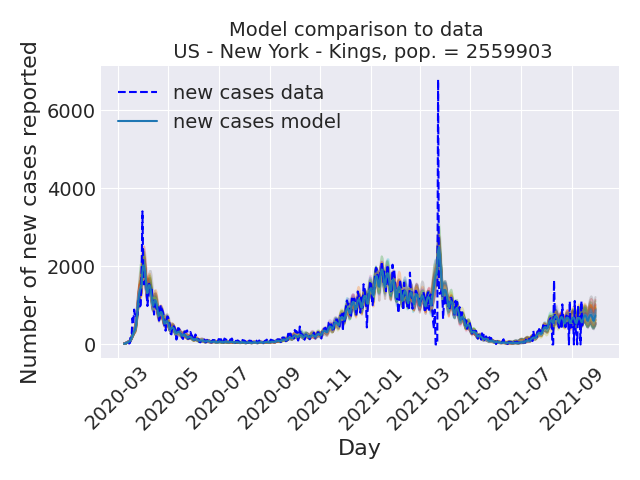 Model comparison to data
US - New York - Kings, pop. = 2559903
Number of new cases reported
6000
4000
2000
0
new cases data
new cases model
2020-03
2020-05
2020-07
2020-09
2020-11
2021-01
2021-03
2021-05
2021-07
2021-09
Day